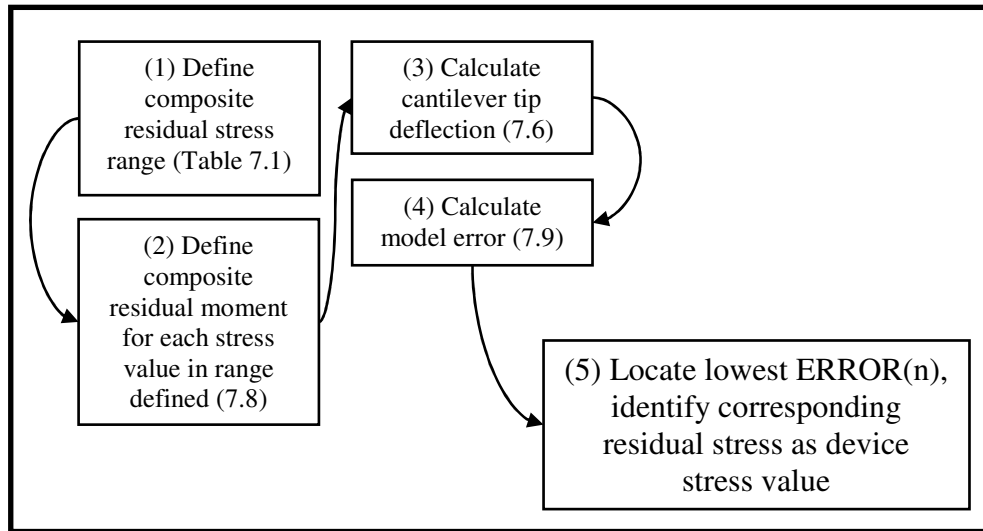 (1) Define
composite
residual stress
range (Table 7.1)
(2) Define
composite
residual moment
for each stress
value in range
defined (7.8)
(3) Calculate
cantilever tip
deflection (7.6)
(4) Calculate
model error (7.9)
(5) Locate lowest ERROR(n),
identify corresponding
residual stress as device
stress value